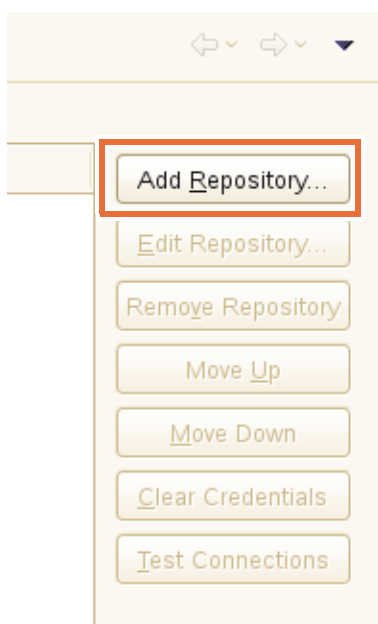 Add Repository...
Edit Repository...
Remove Repository
Move Up
Move Down
Clear Credentials
Test Connections